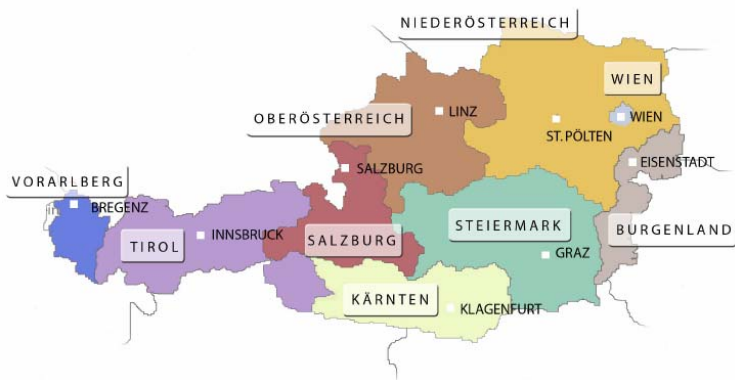 NIEDERÖSTERREICH
WIEN
OBERÖSTERREICH
LINZ
ST. PÖLTEN
WIEN
SALZBURG
EISENSTADT
VORARLBERG
BREGENZ
TIROL
INNSBRUCK
SALZBURG
STEIERMARK
GRAZ
BURGENLAND
KÄRNTEN
KLAGENFURT